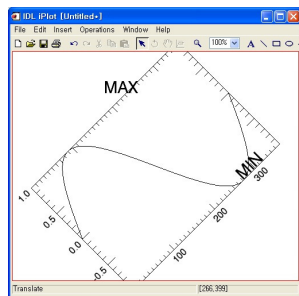 IDL iPlot [Untitled*]
File Edit Insert Operations Window Help
100%
A
MAX
MIN
1.0
0.5
0.0
-0.5
100
200
300
Translate
[266,399]